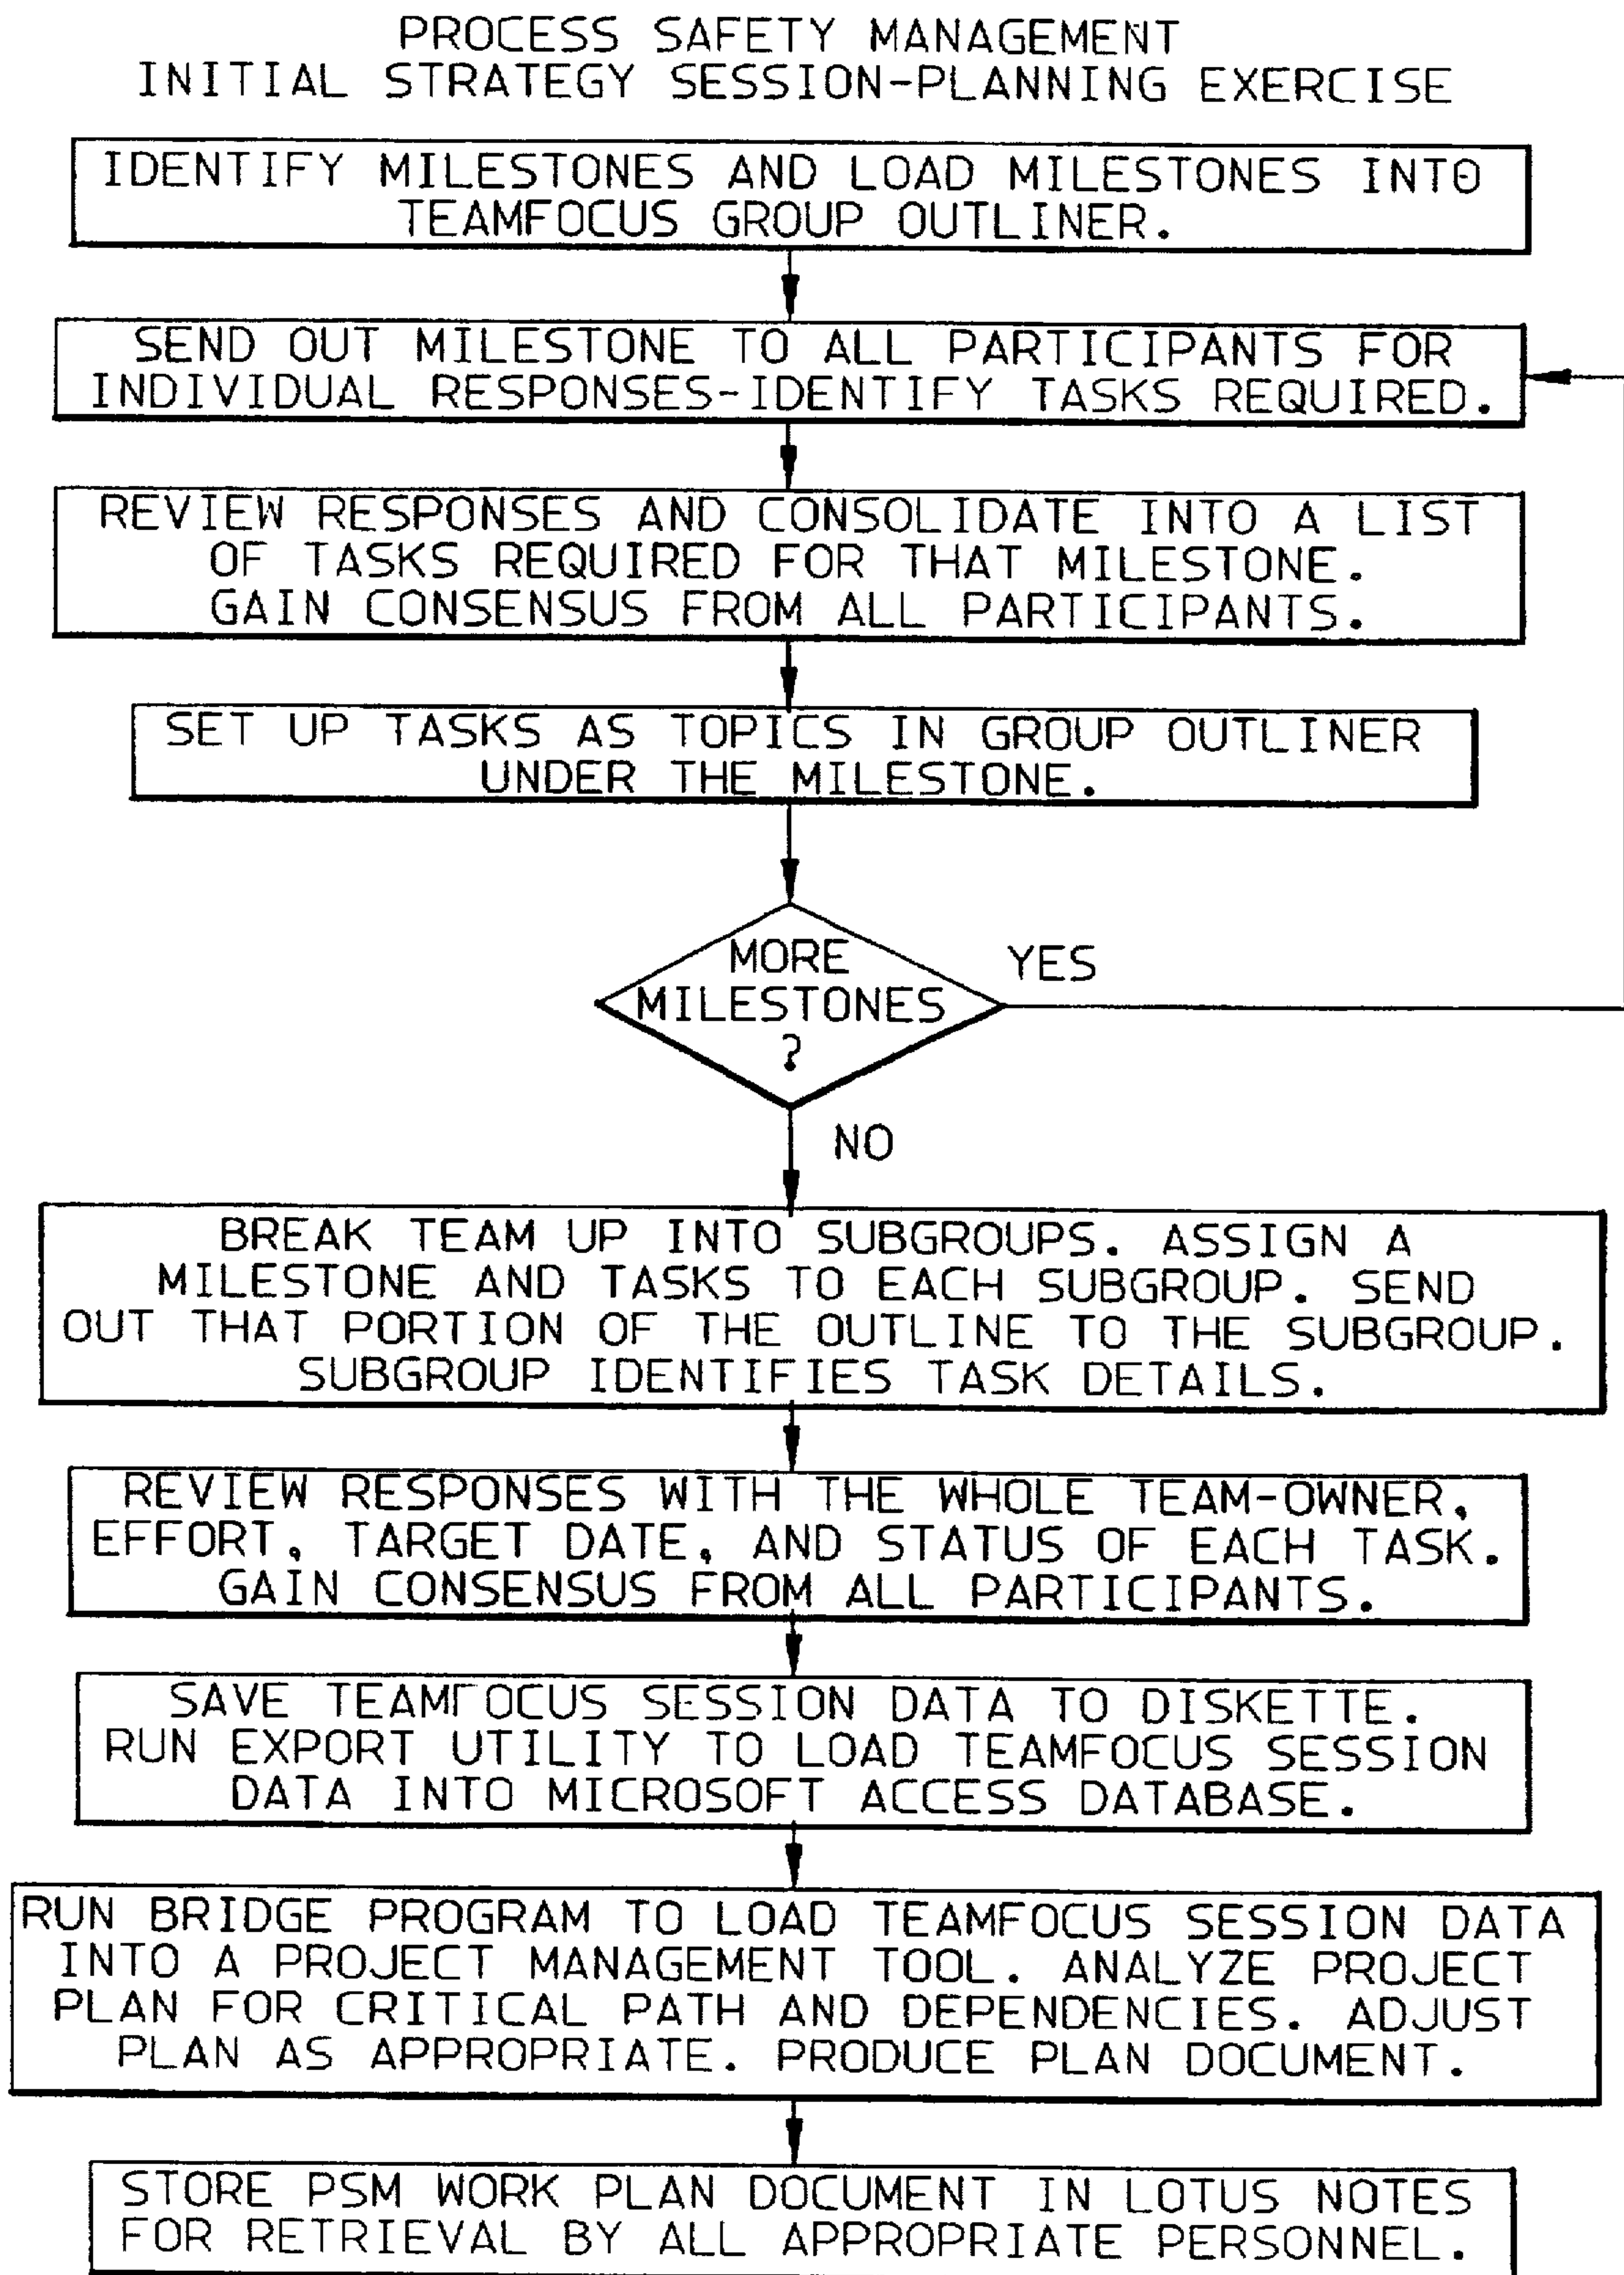 PROCESS SAFETY MANAGEMENT
INITIAL STRATEGY SESSION-PLANNING EXERCISE
IDENTIFY MILESTONES AND LOAD MILESTONES INTO
TEAMFOCUS GROUP OUTLINER.
SEND OUT MILESTONE TO ALL PARTICIPANTS FOR
INDIVIDUAL RESPONSES-IDENTIFY TASKS REQUIRED.
REVIEW RESPONSES AND CONSOLIDATE INTO A LIST
OF TASKS REQUIRED FOR THAT MILESTONE.
GAIN CONSENSUS FROM ALL PARTICIPANTS.
SET UP TASKS AS TOPICS IN GROUP OUTLINER
UNDER THE MILESTONE.
MORE
MILESTONES
?
YES
NO
BREAK TEAM UP INTO SUBGROUPS. ASSIGN A
MILESTONE AND TASKS TO EACH SUBGROUP. SEND
OUT THAT PORTION OF THE OUTLINE TO THE SUBGROUP.
SUBGROUP IDENTIFIES TASK DETAILS.
REVIEW RESPONSES WITH THE WHOLE TEAM-OWNER,
EFFORT, TARGET DATE, AND STATUS OF EACH TASK.
GAIN CONSENSUS FROM ALL PARTICIPANTS.
SAVE TEAMFOCUS SESSION DATA TO DISKETTE.
RUN EXPORT UTILITY TO LOAD TEAMFOCUS SESSION
DATA INTO MICROSOFT ACCESS DATABASE.
RUN BRIDGE PROGRAM TO LOAD TEAMFOCUS SESSION DATA
INTO A PROJECT MANAGEMENT TOOL. ANALYZE PROJECT
PLAN FOR CRITICAL PATH AND DEPENDENCIES. ADJUST
PLAN AS APPROPRIATE. PRODUCE PLAN DOCUMENT.
STORE PSM WORK PLAN DOCUMENT IN LOTUS NOTES
FOR RETRIEVAL BY ALL APPROPRIATE PERSONNEL.